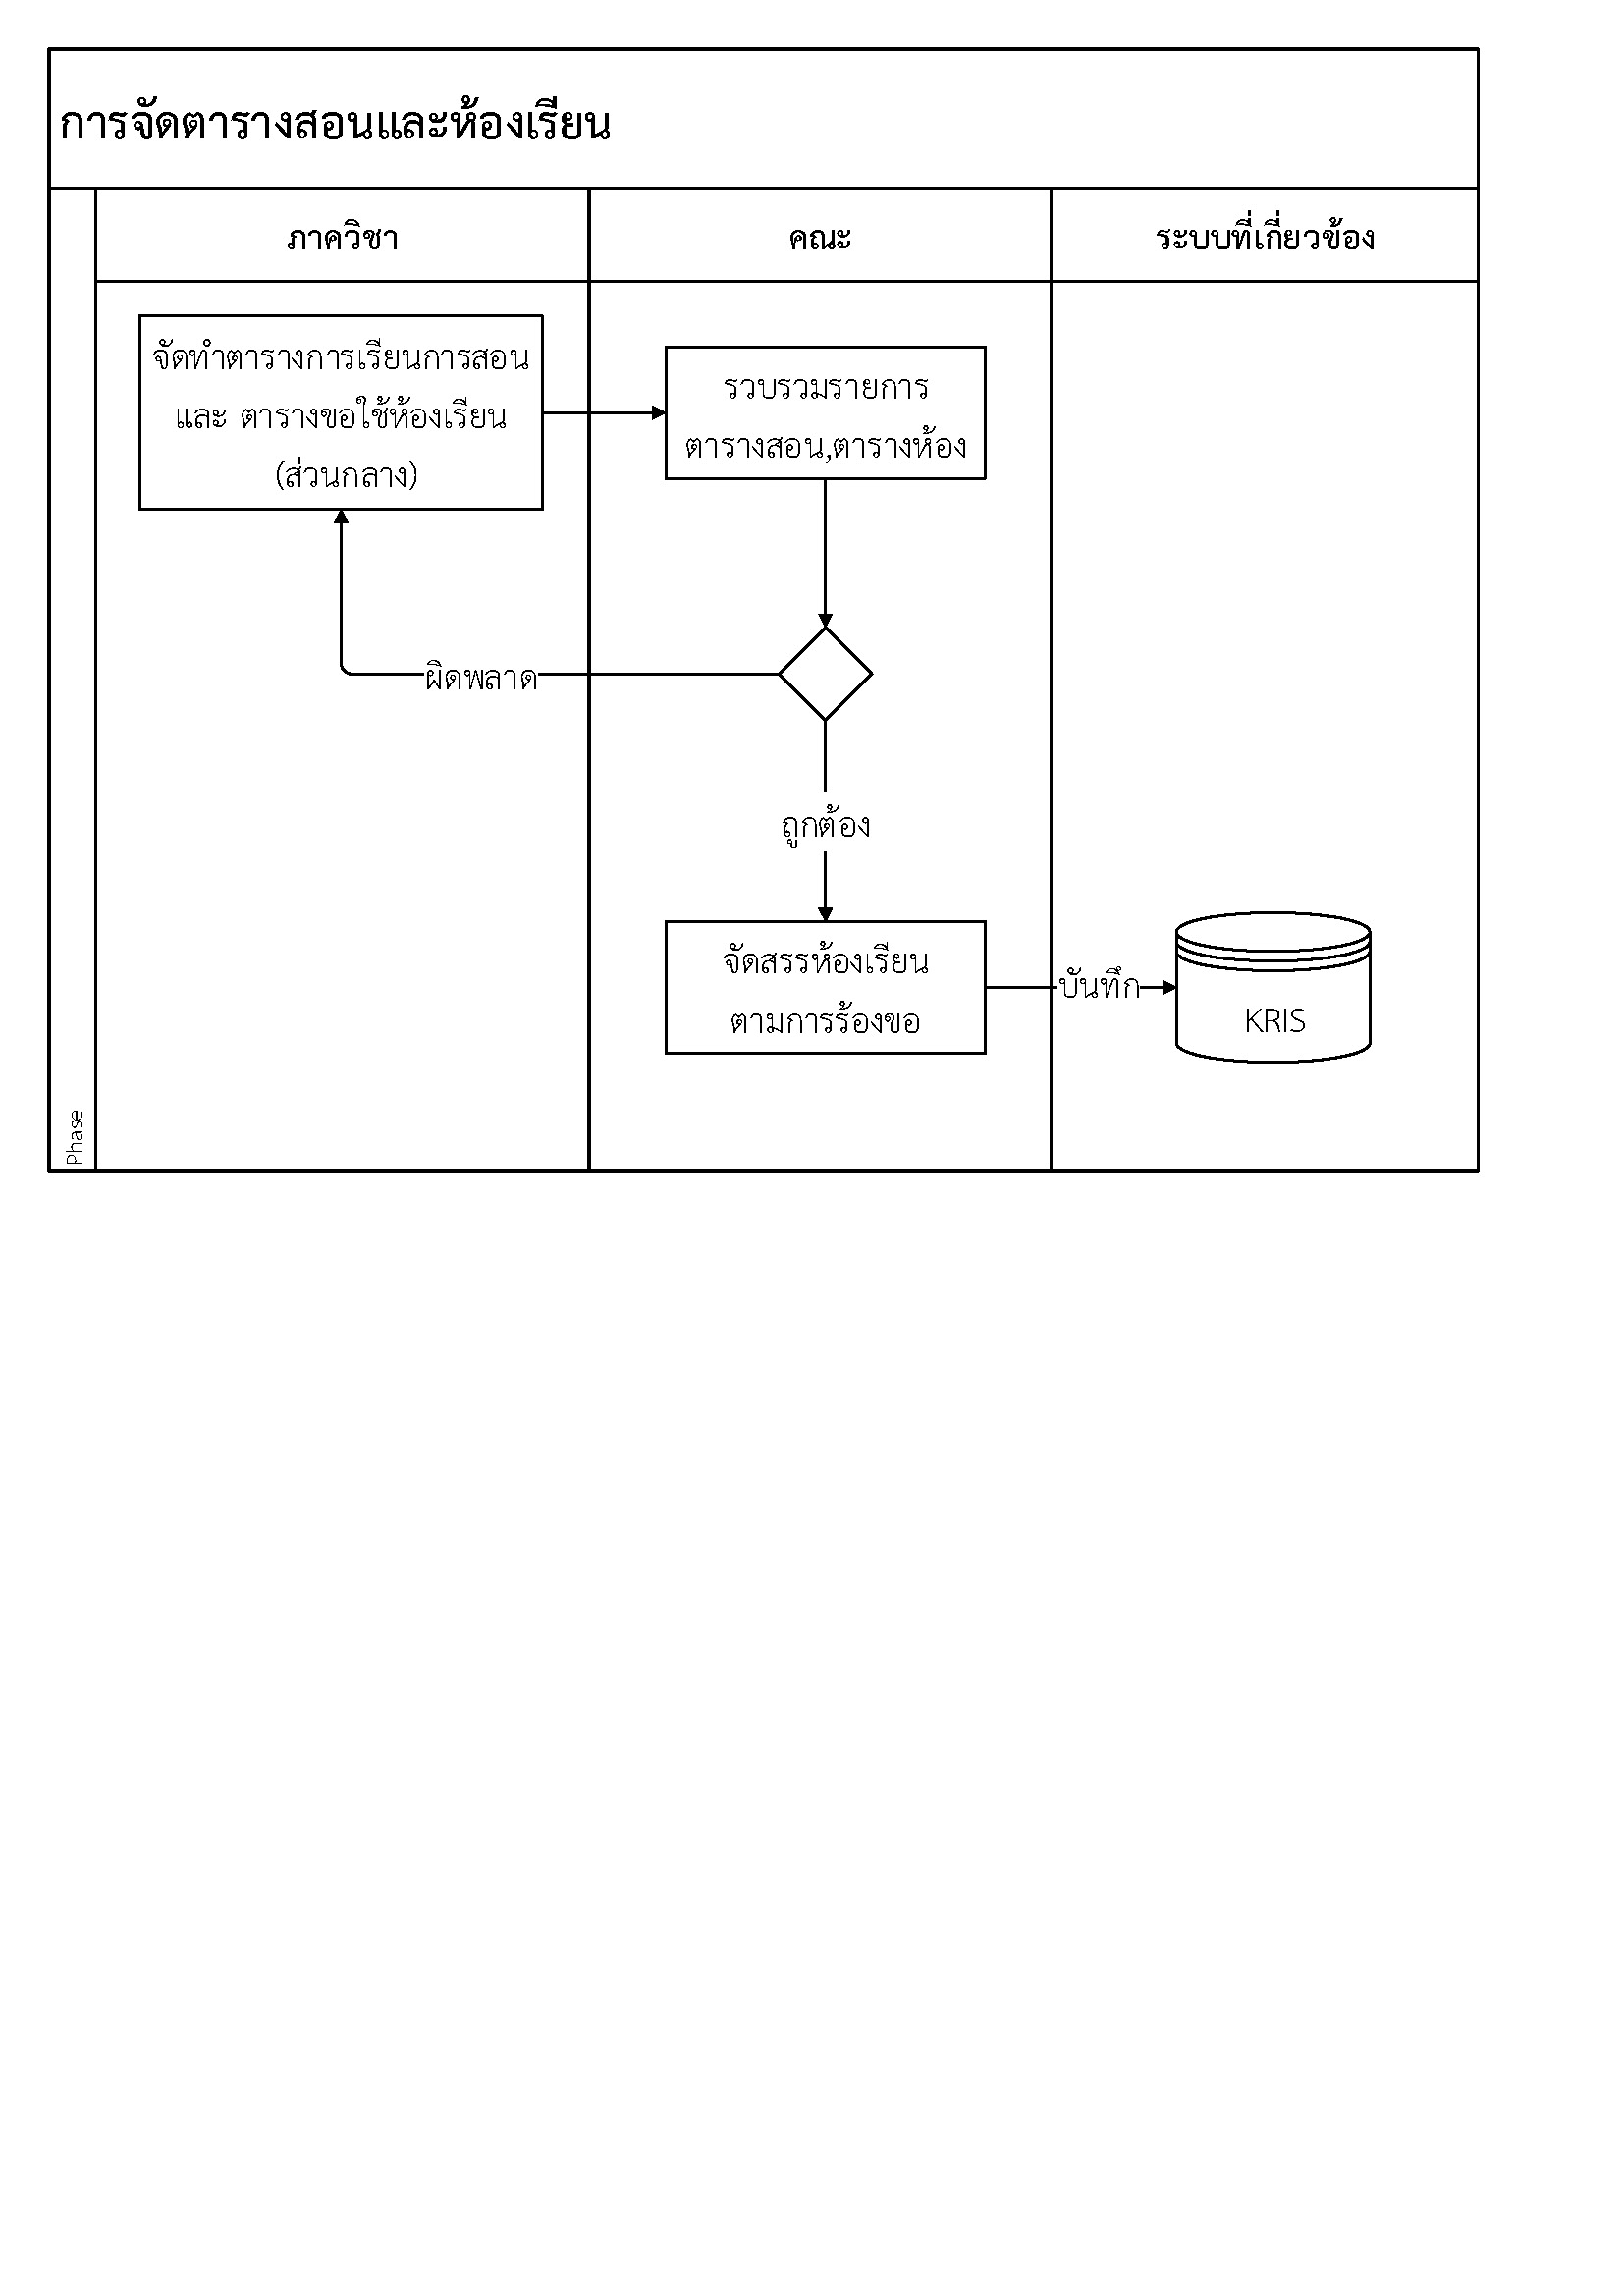 การจัดตารางสอนและห้องเรียน
ภาควิชา
คณะ
ระบบที่เกี่ยวข้อง
จัดทำตารางการเรียนการสอน
และ ตารางขอใช้ห้องเรียน
(ส่วนกลาง)
รวบรวมรายการ
ตารางสอน,ตารางห้อง
ผิดพลาด
ถูกต้อง
จัดสรรห้องเรียน
ตามการร้องขอ
บันทึก
KRIS
Phase